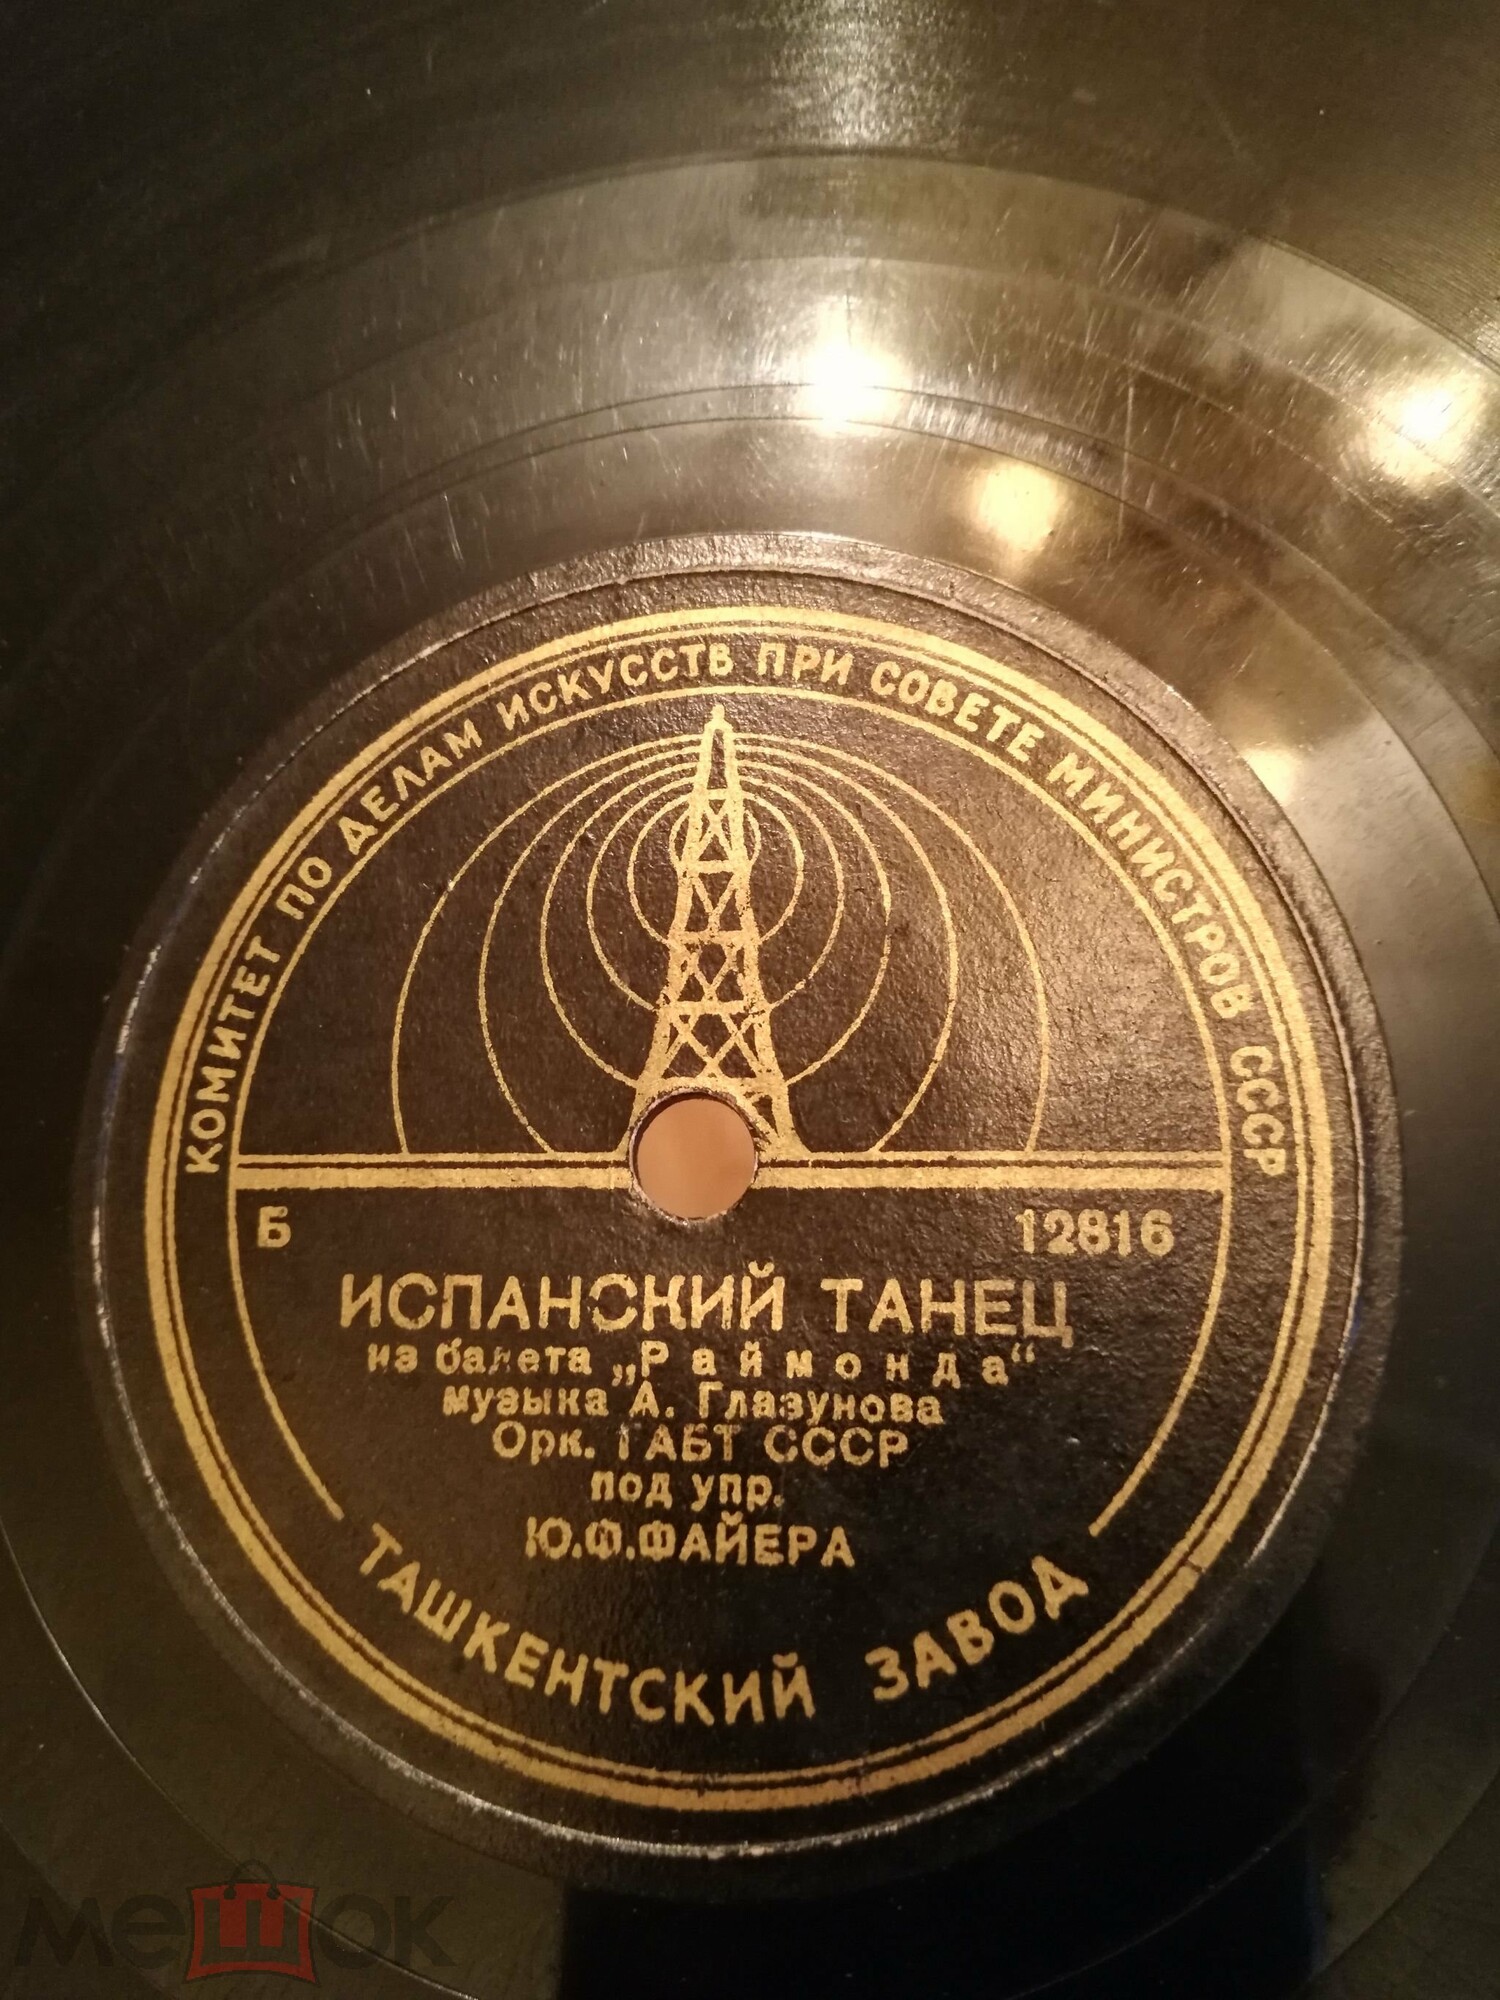 КОМИТЕТ ПО ДЕЛАМ ИСКУССТВ ПРИ СОВЕТЕ МИНИСТРОВ СССР
Б 12816
ИСПАНСКИЙ ТАНЕЦ
из балета „Раймонда“
музыка А. Глазунова
Орк. ГАБТ СССР
под упр.
Ю.Ф.ФАЙЕРА
ТАШКЕНТСКИЙ ЗАВОД
мешок